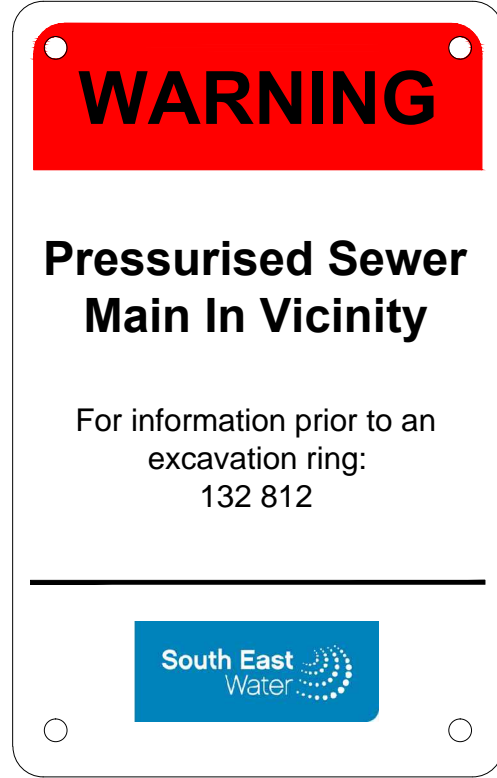 WARNING
Pressurised Sewer
Main In Vicinity
For information prior to an
excavation ring:
132 812
South East
Water